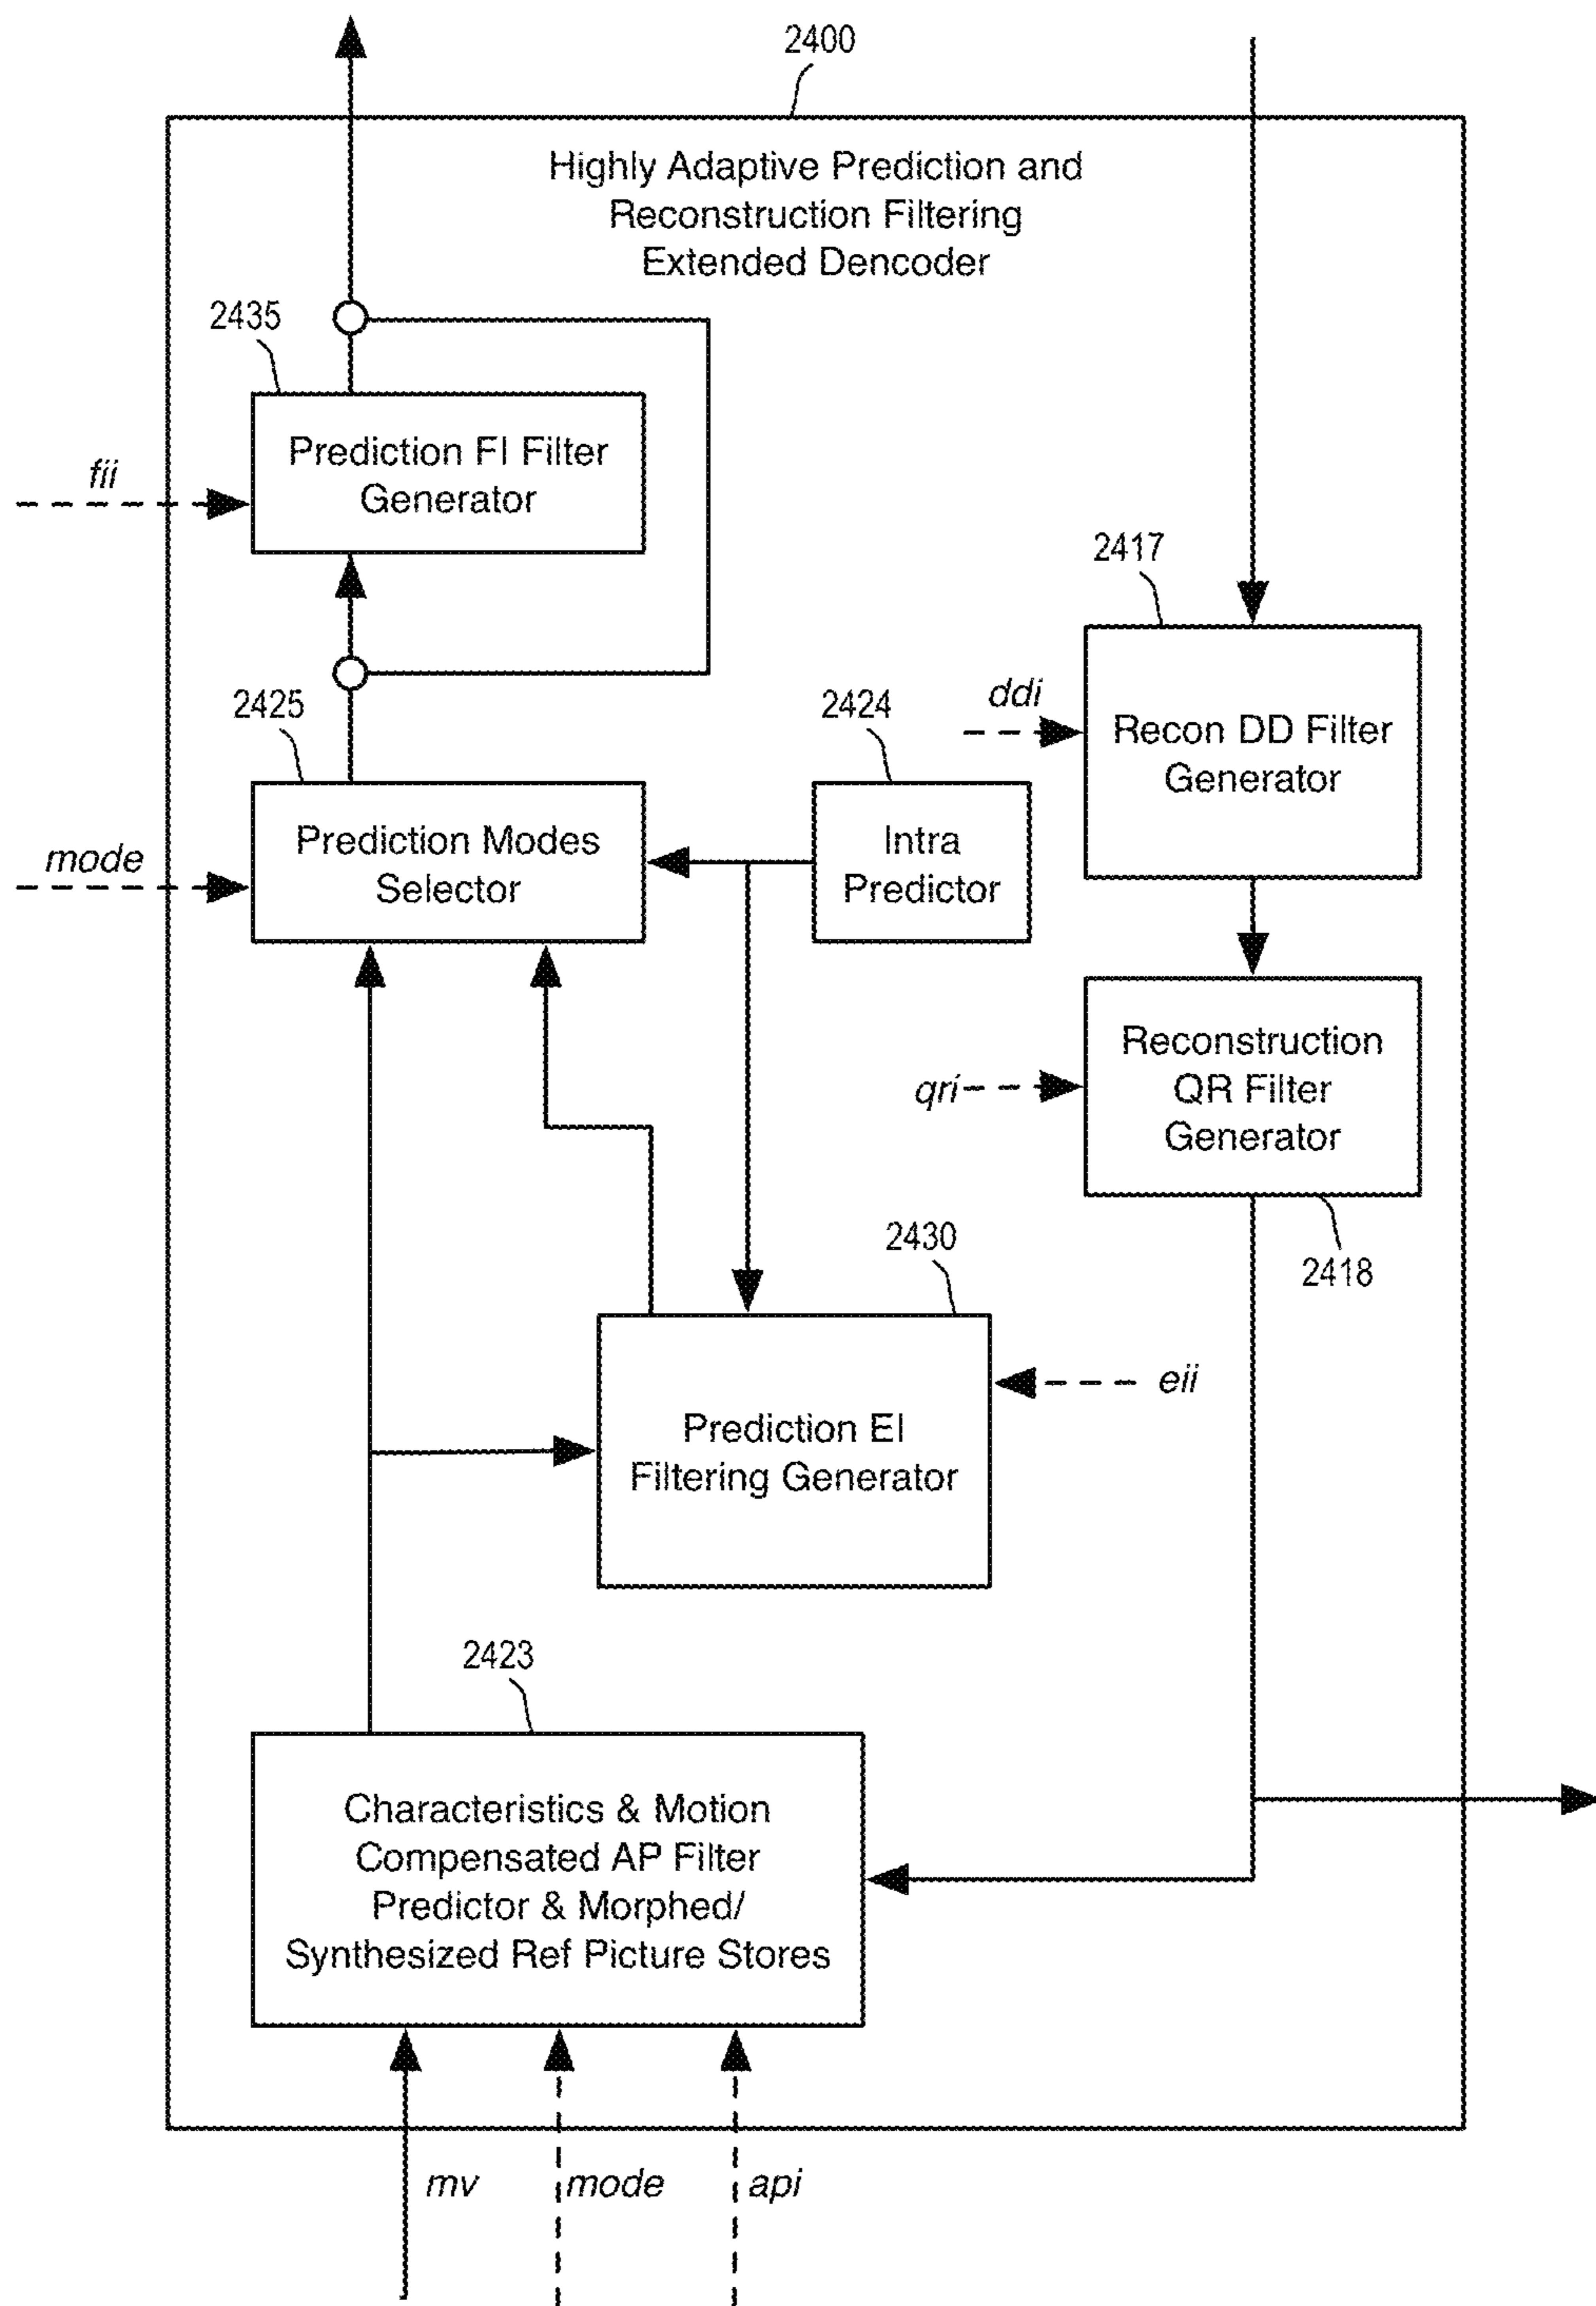 2400
Highly Adaptive Prediction and
Reconstruction Filtering
Extended Dencoder
2435
Prediction FI Filter
Generator
fii
2417
2425
2424
ddi
Recon DD Filter
Generator
Prediction Modes
Selector
mode
Intra
Predictor
Reconstruction
QR Filter
Generator
qri
2430
2418
eii
Prediction EI
Filtering Generator
2423
Characteristics & Motion
Compensated AP Filter
Predictor & Morphed/
Synthesized Ref Picture Stores
mv
mode
api